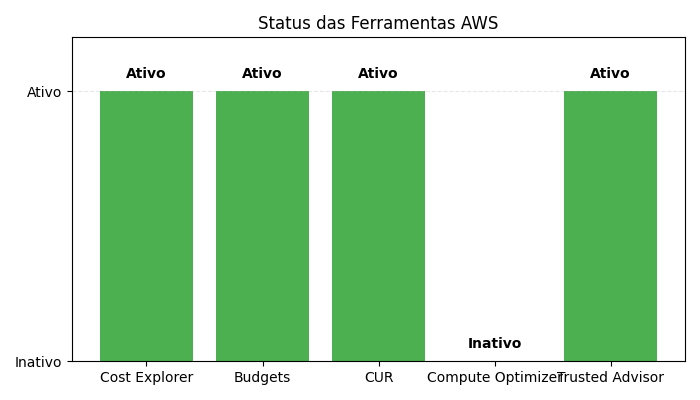 Status das Ferramentas AWS
Ativo Ativo Ativo Ativo
Ativo
Inativo
Inativo
Cost Explorer Budgets CUR Compute Optimizer Trusted Advisor